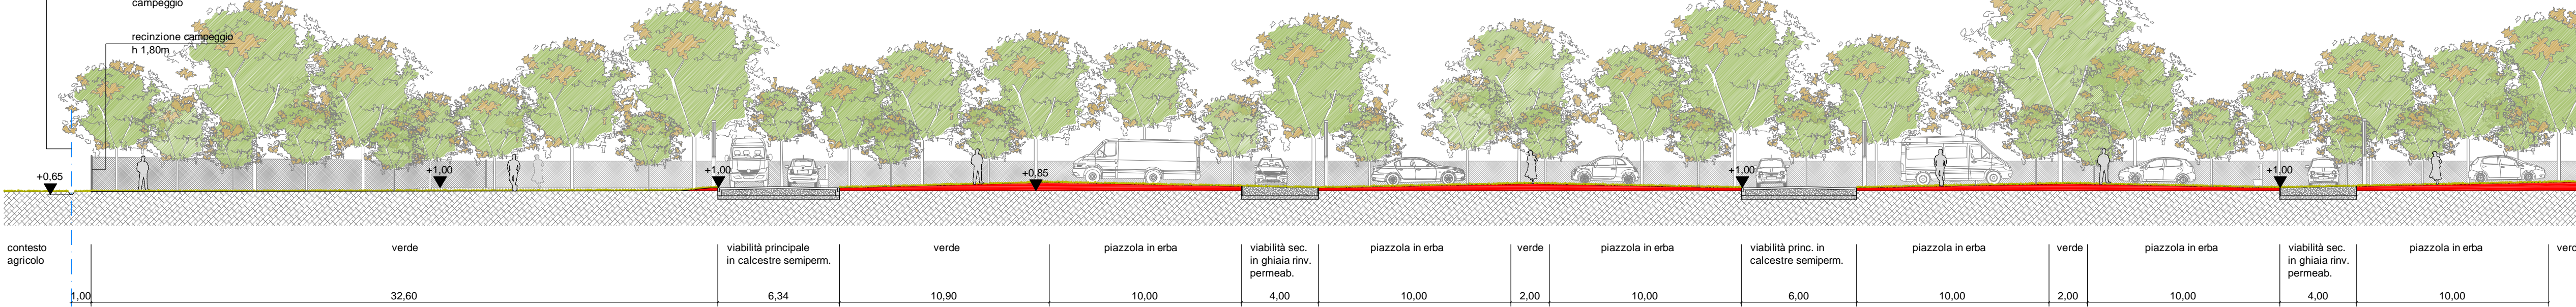 campeggio
recinzione campeggio
h 1,80m
+0,65
+1,00
+1,00
+0,85
+1,00
+1,00
contesto
agricolo
verde
viabilità principale
in calcestre semiperm.
verde
piazzola in erba
viabilità sec.
in ghiaia rinv.
permeab.
piazzola in erba
verde
piazzola in erba
viabilità princ. in
calcestre semiperm.
piazzola in erba
verde
piazzola in erba
viabilità sec.
in ghiaia rinv.
permeab.
piazzola in erba
verd
1,00
32,60
6,34
10,90
10,00
4,00
10,00
2,00
10,00
6,00
10,00
2,00
10,00
4,00
10,00